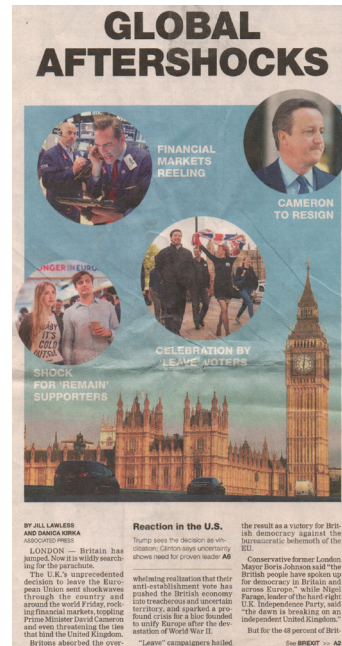 GLOBAL
AFTERSHOCKS
FINANCIAL
MARKETS
REELING
CAMERON
TO RESIGN
CELEBRATION BY
'LEAVE' VOTERS
SHOCK
FOR 'REMAIN'
SUPPORTERS
BABY
IT'S
COLD
OUTSIDE
BY JILL LAWLESS
AND DANICA KIRKA
ASSOCIATED PRESS
LONDON — Britain has
jumped. Now it is wildly search-
ing for the parachute.
The U.K.'s unprecedented
decision to leave the Euro-
pean Union sent shockwaves
through the country and
around the world Friday, rock-
ing financial markets, toppling
Prime Minister David Cameron
and even threatening the ties
that bind the United Kingdom.
Britons absorbed the over-
Reaction in the U.S.
Trump sees the decision as vin-
dication; Clinton says uncertainty
shows need for proven leader A6
whelming realization that their
anti-establishment vote has
pushed the British economy
into treacherous and uncertain
territory, and sparked a pro-
found crisis for a bloc founded
to unify Europe after the dev-
astation of World War II.
"Leave" campaigners hailed
the result as a victory for Brit-
ish democracy against the
bureaucratic behemoth of the
EU.
Conservative former London
Mayor Boris Johnson said "the
British people have spoken up
for democracy in Britain and
across Europe," while Nigel
Farage, leader of the hard-right
U.K. Independence Party, said
"the dawn is breaking on an
independent United Kingdom."
But for the 48 percent of Brit-
See BREXIT >> A2